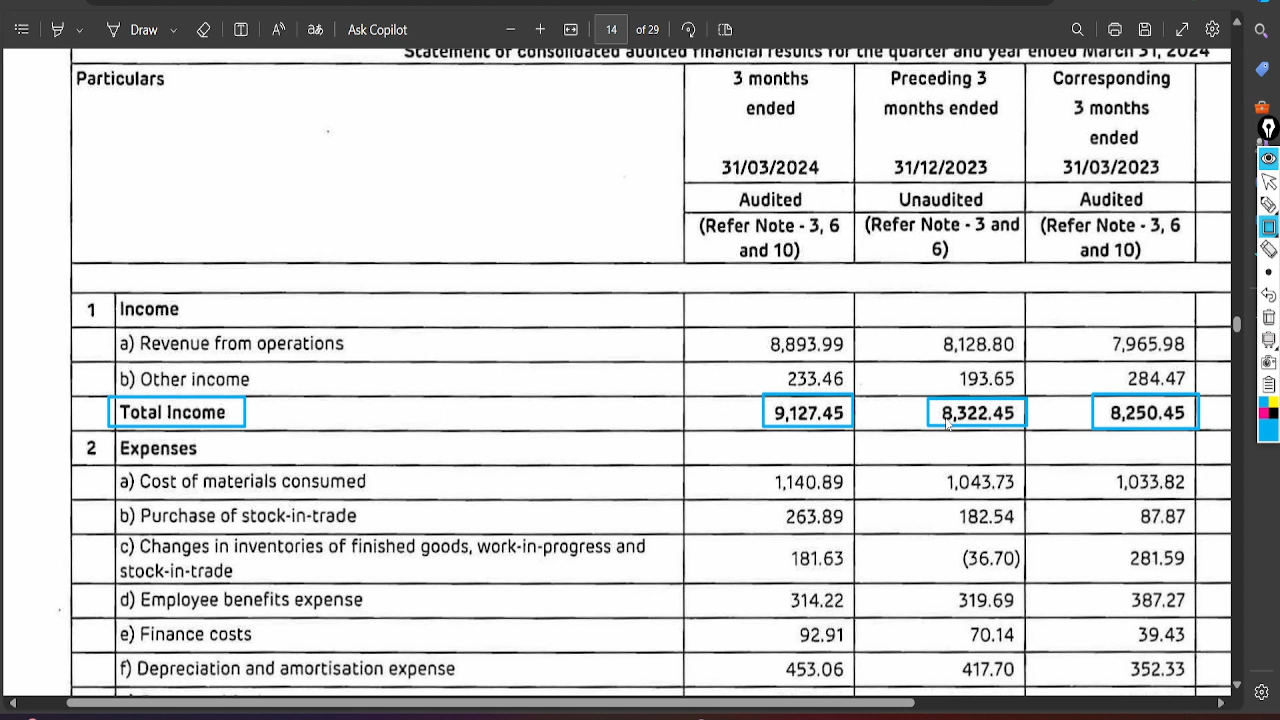 Draw
14
of 29
Ask Copilot
Statement of consolidated audited financial results for the quarter and year ended March 31, 2024
Particulars
3 months
ended
31/03/2024
Preceding 3
months ended
31/12/2023
Corresponding
3 months
ended
31/03/2023
Audited
Unaudited
Audited
(Refer Note - 3, 6
and 10)
(Refer Note - 3 and
6)
(Refer Note - 3, 6
and 10)
1 Income
a) Revenue from operations 8,893.99 8,128.80 7,965.98
b) Other income 233.46 193.65 284.47
Total Income 9,127.45 8,322.45 8,250.45
2 Expenses
a) Cost of materials consumed 1,140.89 1,043.73 1,033.82
b) Purchase of stock-in-trade 263.89 182.54 87.87
c) Changes in inventories of finished goods, work-in-progress and
stock-in-trade 181.63 (36.70) 281.59
d) Employee benefits expense 314.22 319.69 387.27
e) Finance costs 92.91 70.14 39.43
f) Depreciation and amortisation expense 453.06 417.70 352.33